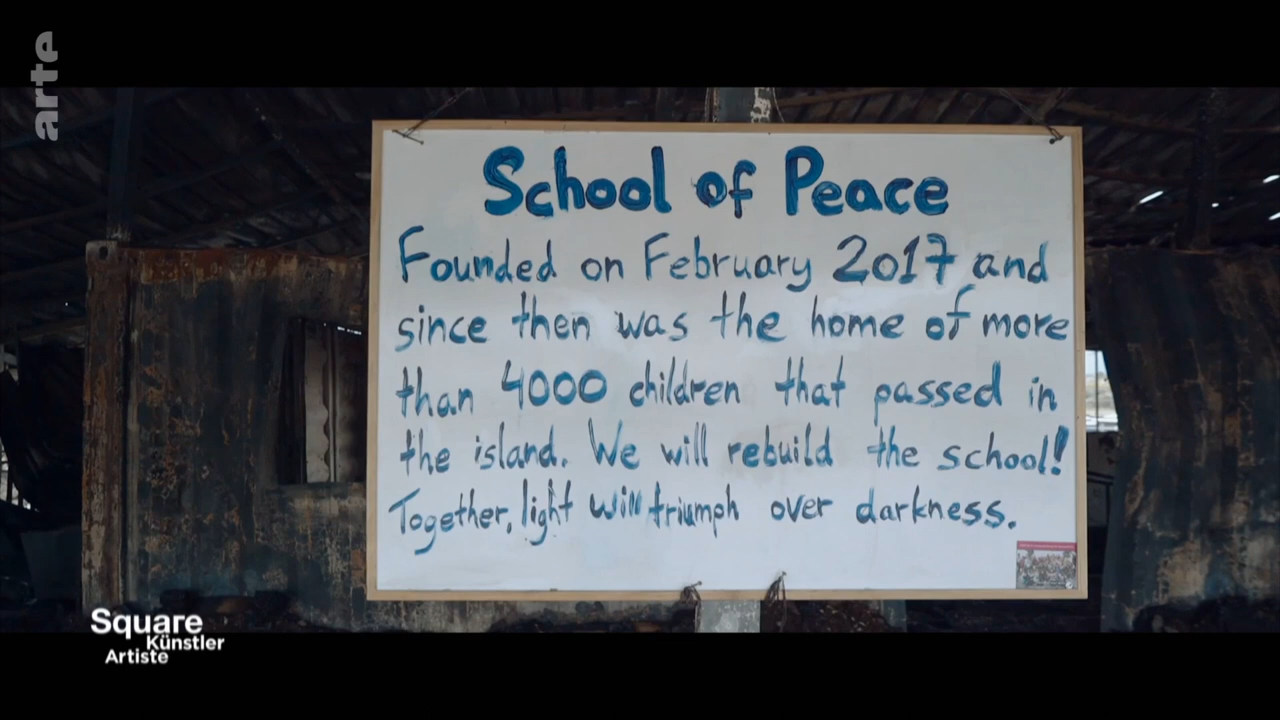 arte
School of Peace
Founded on February 2017 and
since then was the home of more
than 4000 children that passed in
the island. We will rebuild the school!
Together, light will triumph over darkness.
Square
Künstler
Artiste